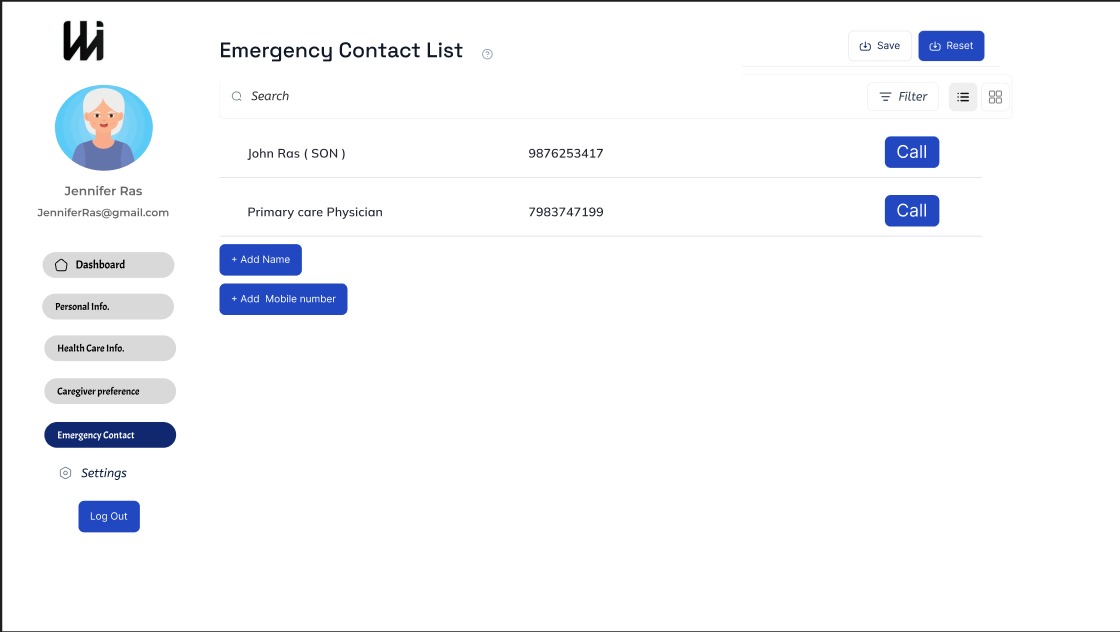 Emergency Contact List
Save
Reset
Search
Filter
Jennifer Ras
JenniferRas@gmail.com
Dashboard
Personal Info.
Health Care Info.
Caregiver preference
Emergency Contact
Settings
Log Out
John Ras ( SON ) 9876253417 Call
Primary care Physician 7983747199 Call
+ Add Name
+ Add Mobile number